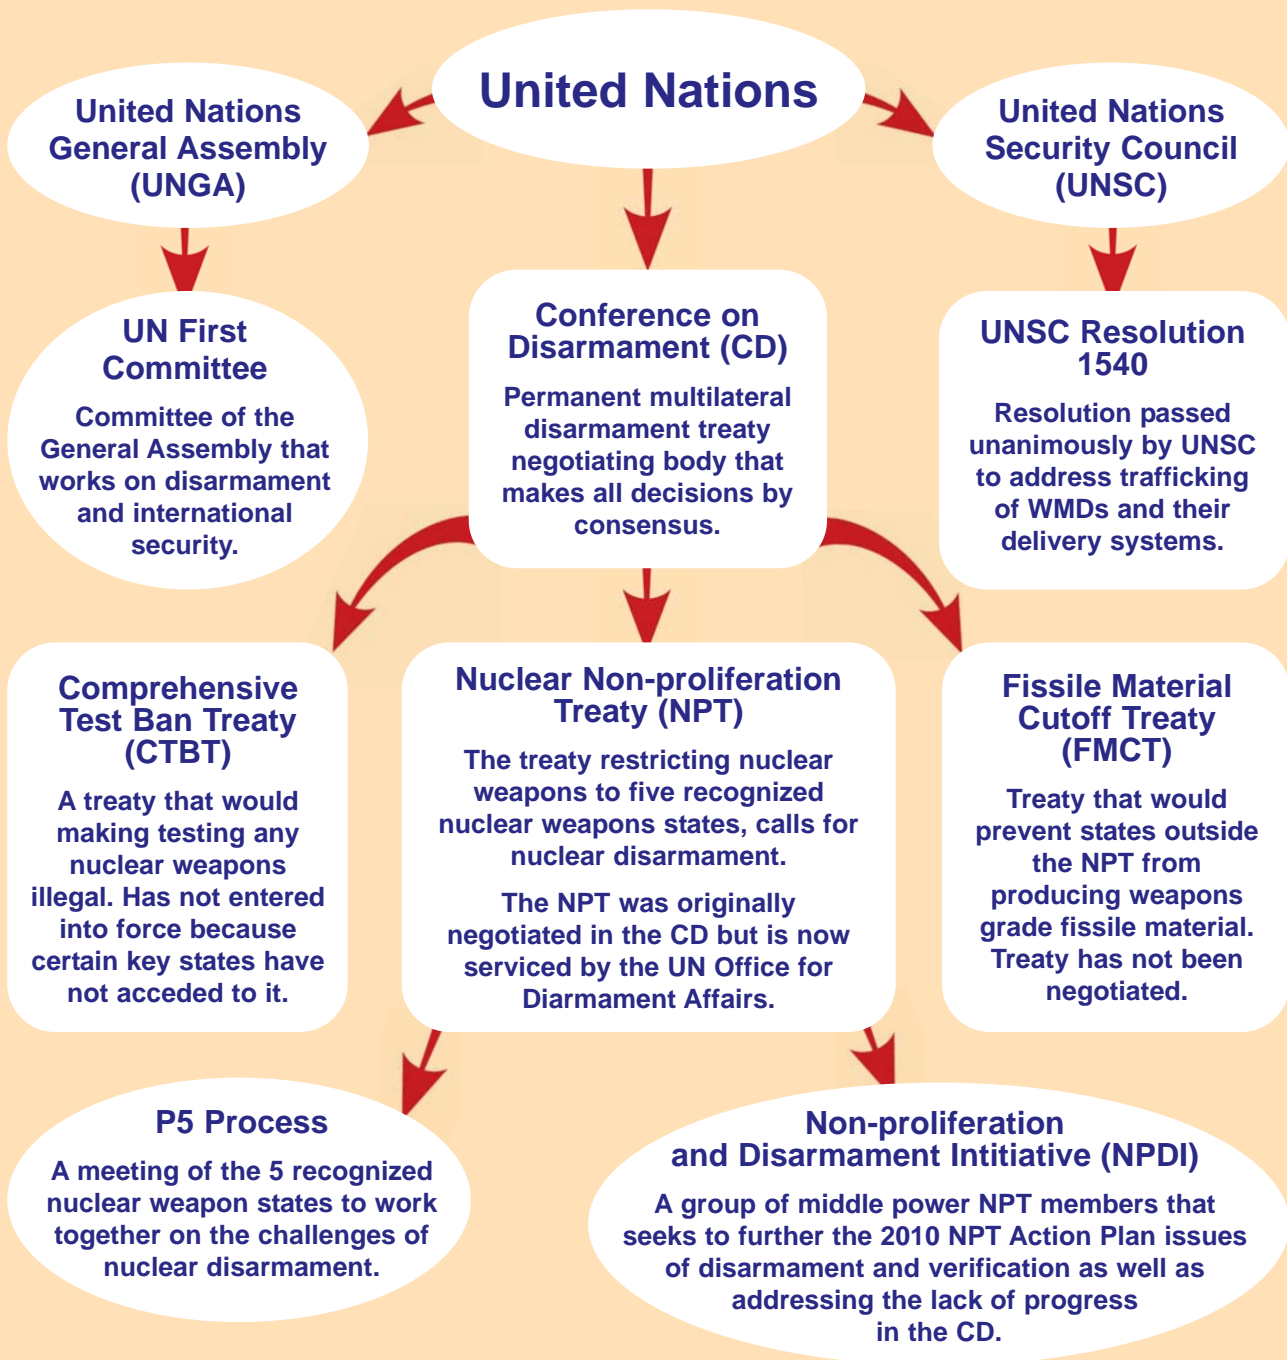 United Nations
United Nations
General Assembly
(UNGA)
United Nations
Security Council
(UNSC)
UN First
Committee
Committee of the
General Assembly that
works on disarmament
and international
security.
Conference on
Disarmament (CD)
Permanent multilateral
disarmament treaty
negotiating body that
makes all decisions by
consensus.
UNSC Resolution
1540
Resolution passed
unanimously by UNSC
to address trafficking
of WMDs and their
delivery systems.
Comprehensive
Test Ban Treaty
(CTBT)
A treaty that would
making testing any
nuclear weapons
illegal. Has not entered
into force because
certain key states have
not acceded to it.
Nuclear Non-proliferation
Treaty (NPT)
The treaty restricting nuclear
weapons to five recognized
nuclear weapons states, calls for
nuclear disarmament.
The NPT was originally
negotiated in the CD but is now
serviced by the UN Office for
Diarmament Affairs.
Fissile Material
Cutoff Treaty
(FMCT)
Treaty that would
prevent states outside
the NPT from
producing weapons
grade fissile material.
Treaty has not been
negotiated.
P5 Process
A meeting of the 5 recognized
nuclear weapon states to work
together on the challenges of
nuclear disarmament.
Non-proliferation
and Disarmament Intitiative (NPDI)
A group of middle power NPT members that
seeks to further the 2010 NPT Action Plan issues
of disarmament and verification as well as
addressing the lack of progress
in the CD.